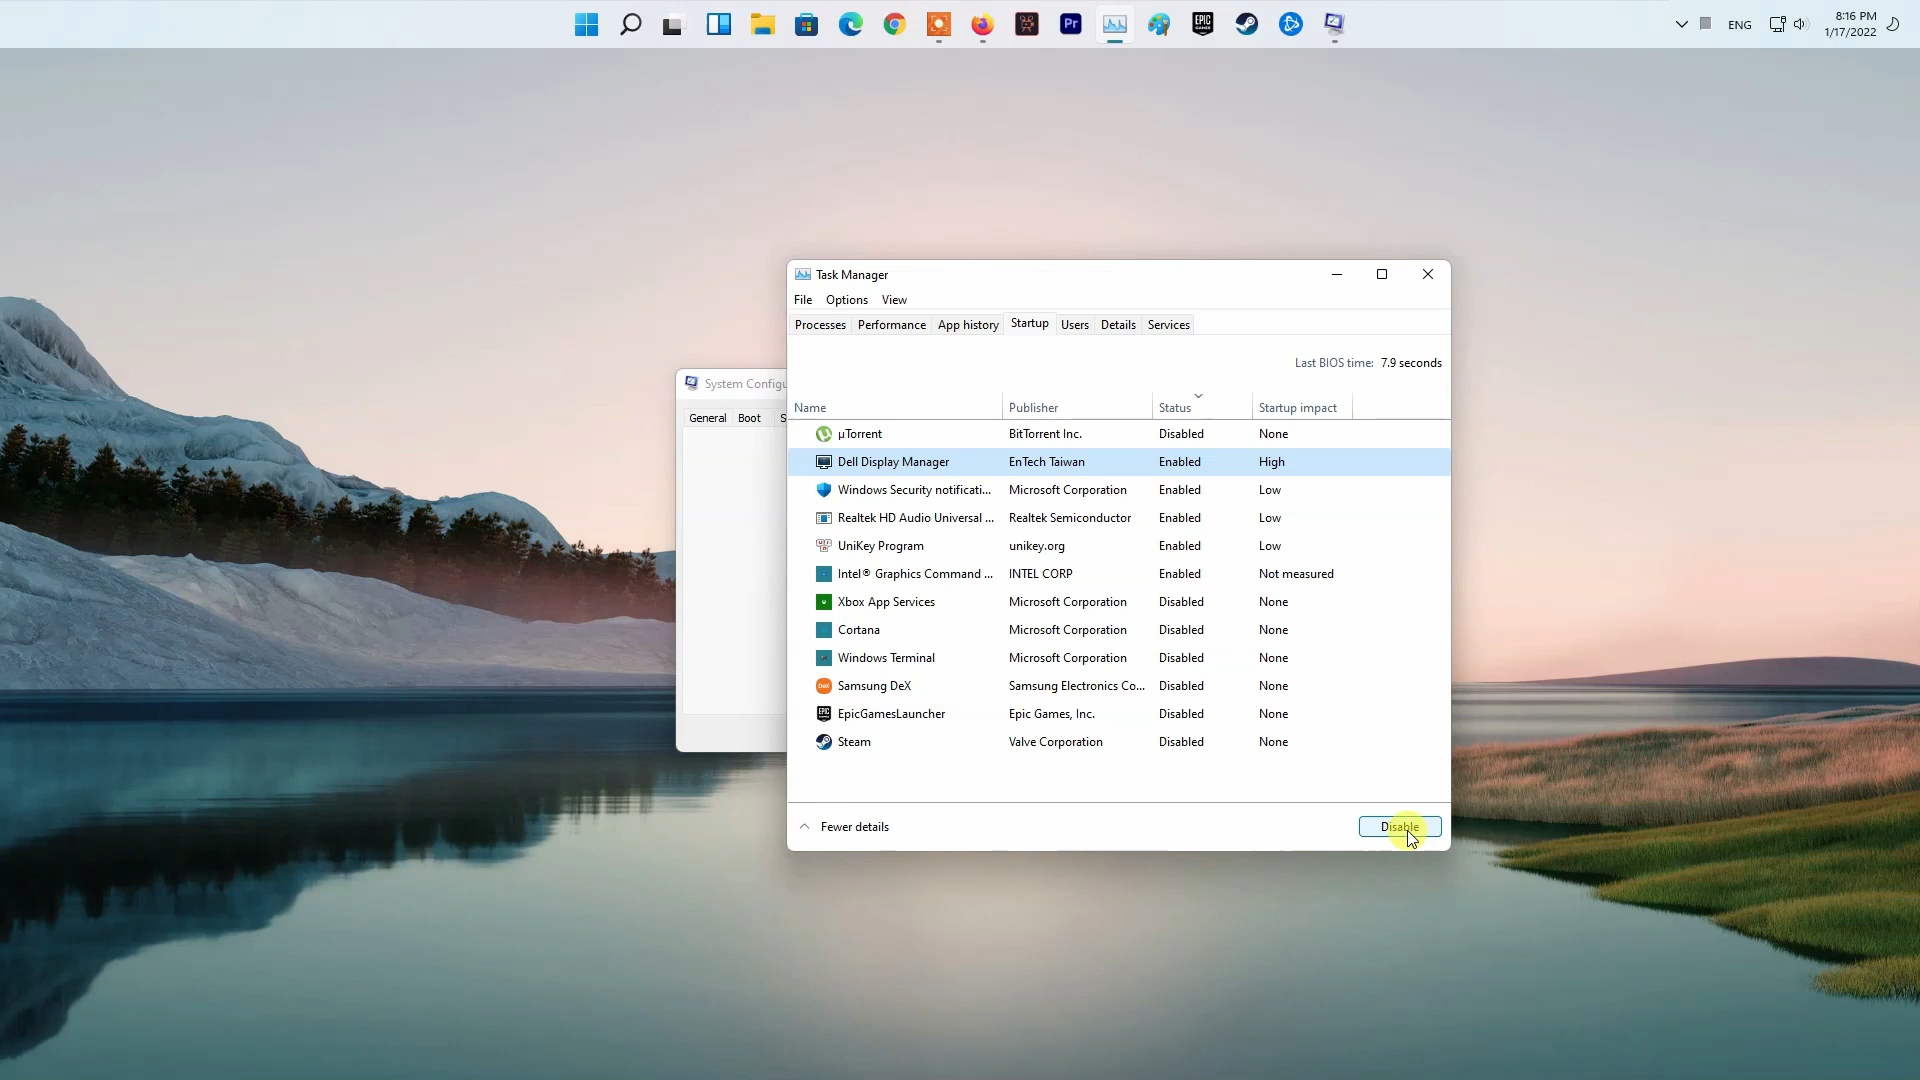 Pr
EPIC GAMES
ENG
8:16 PM
1/17/2022
Task Manager
File Options View
Processes Performance App history Startup Users Details Services
Last BIOS time: 7.9 seconds
System Configu
General Boot S
Name Publisher Status Startup impact
µTorrent BitTorrent Inc. Disabled None
Dell Display Manager EnTech Taiwan Enabled High
Windows Security notificati... Microsoft Corporation Enabled Low
Realtek HD Audio Universal ... Realtek Semiconductor Enabled Low
UniKey Program unikey.org Enabled Low
Intel® Graphics Command ... INTEL CORP Enabled Not measured
Xbox App Services Microsoft Corporation Disabled None
Cortana Microsoft Corporation Disabled None
Windows Terminal Microsoft Corporation Disabled None
DeX Samsung DeX Samsung Electronics Co... Disabled None
EPIC EpicGamesLauncher Epic Games, Inc. Disabled None
Steam Valve Corporation Disabled None
Fewer details
Disable